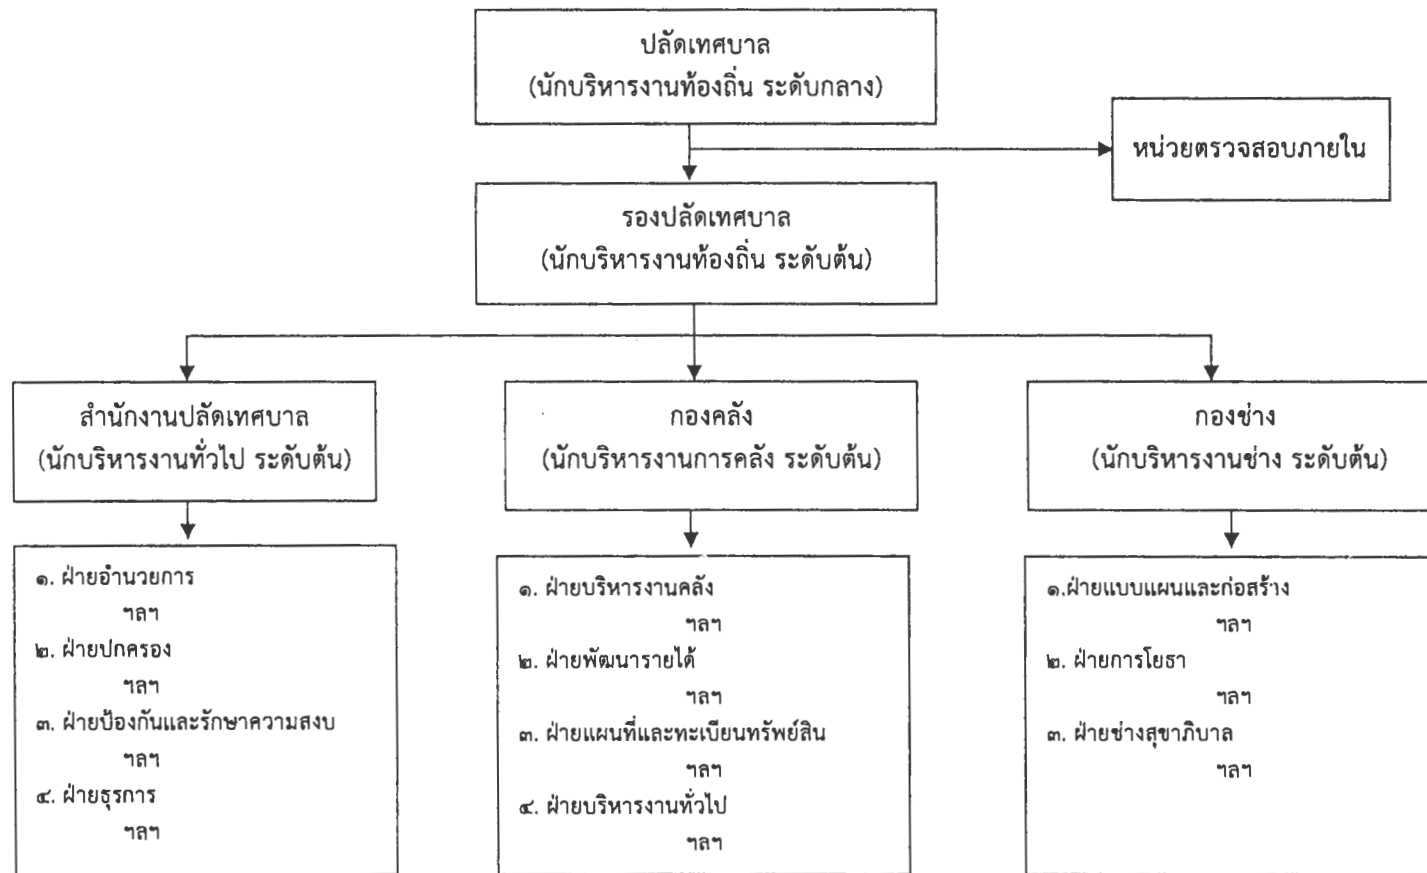 ปลัดเทศบาล
(นักบริหารงานท้องถิ่น ระดับกลาง)
หน่วยตรวจสอบภายใน
รองปลัดเทศบาล
(นักบริหารงานท้องถิ่น ระดับต้น)
สำนักงานปลัดเทศบาล
(นักบริหารงานทั่วไป ระดับต้น)
กองคลัง
(นักบริหารงานการคลัง ระดับต้น)
กองช่าง
(นักบริหารงานช่าง ระดับต้น)
๑. ฝ่ายอำนวยการ
ฯลฯ
๒. ฝ่ายปกครอง
ฯลฯ
๓. ฝ่ายป้องกันและรักษาความสงบ
ฯลฯ
๔. ฝ่ายธุรการ
ฯลฯ
๑. ฝ่ายบริหารงานคลัง
ฯลฯ
๒. ฝ่ายพัฒนารายได้
ฯลฯ
๓. ฝ่ายแผนที่และทะเบียนทรัพย์สิน
ฯลฯ
๔. ฝ่ายบริหารงานทั่วไป
ฯลฯ
๑.ฝ่ายแบบแผนและก่อสร้าง
ฯลฯ
๒. ฝ่ายการโยธา
ฯลฯ
๓. ฝ่ายช่างสุขาภิบาล
ฯลฯ